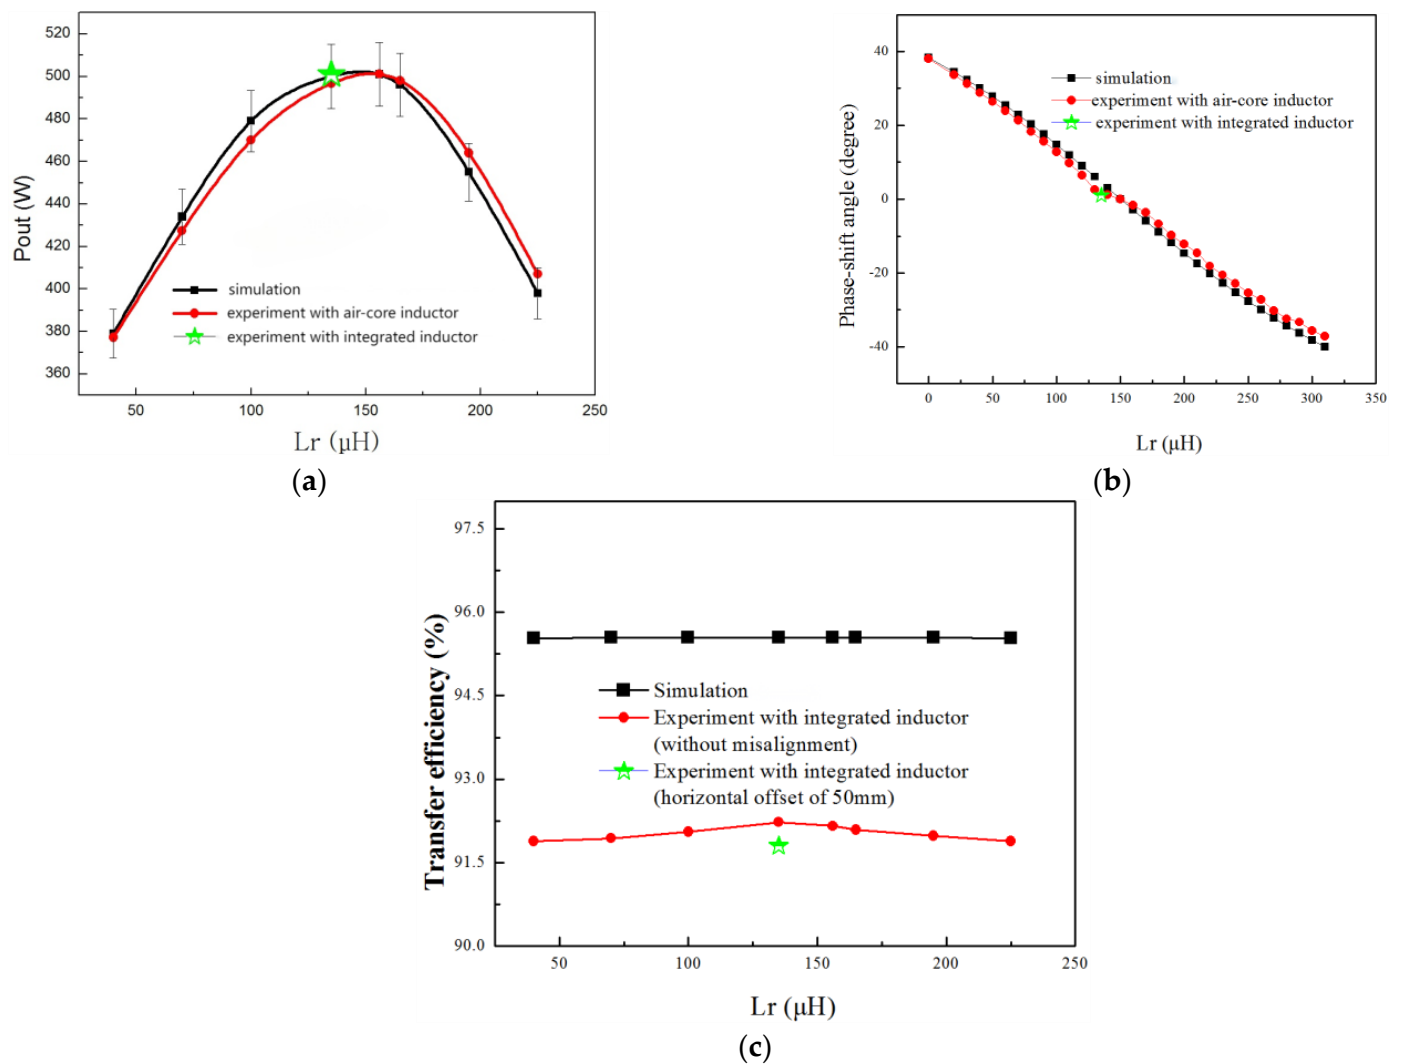 520
500
480
460
440
420
400
380
360
Pout (W)
simulation
experiment with air-core inductor
experiment with integrated inductor
50 100 150 200 250
Lr (μH)
(a)
40
20
0
-20
-40
Phase-shift angle (degree)
simulation
experiment with air-core inductor
experiment with integrated inductor
0 50 100 150 200 250 300 350
Lr (μH)
(b)
97.5
96.0
94.5
93.0
91.5
90.0
Transfer efficiency (%)
Simulation
Experiment with integrated inductor
(without misalignment)
Experiment with integrated inductor
(horizontal offset of 50mm)
50 100 150 200 250
Lr (μH)
(c)